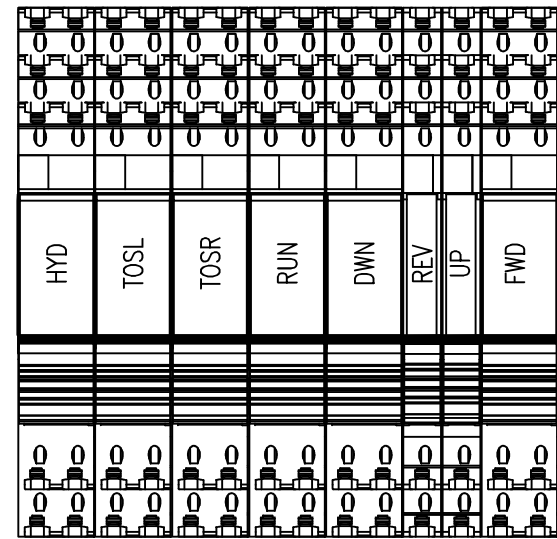 HYD
TOSL
TOSR
RUN
DWN
REV
UP
FWD